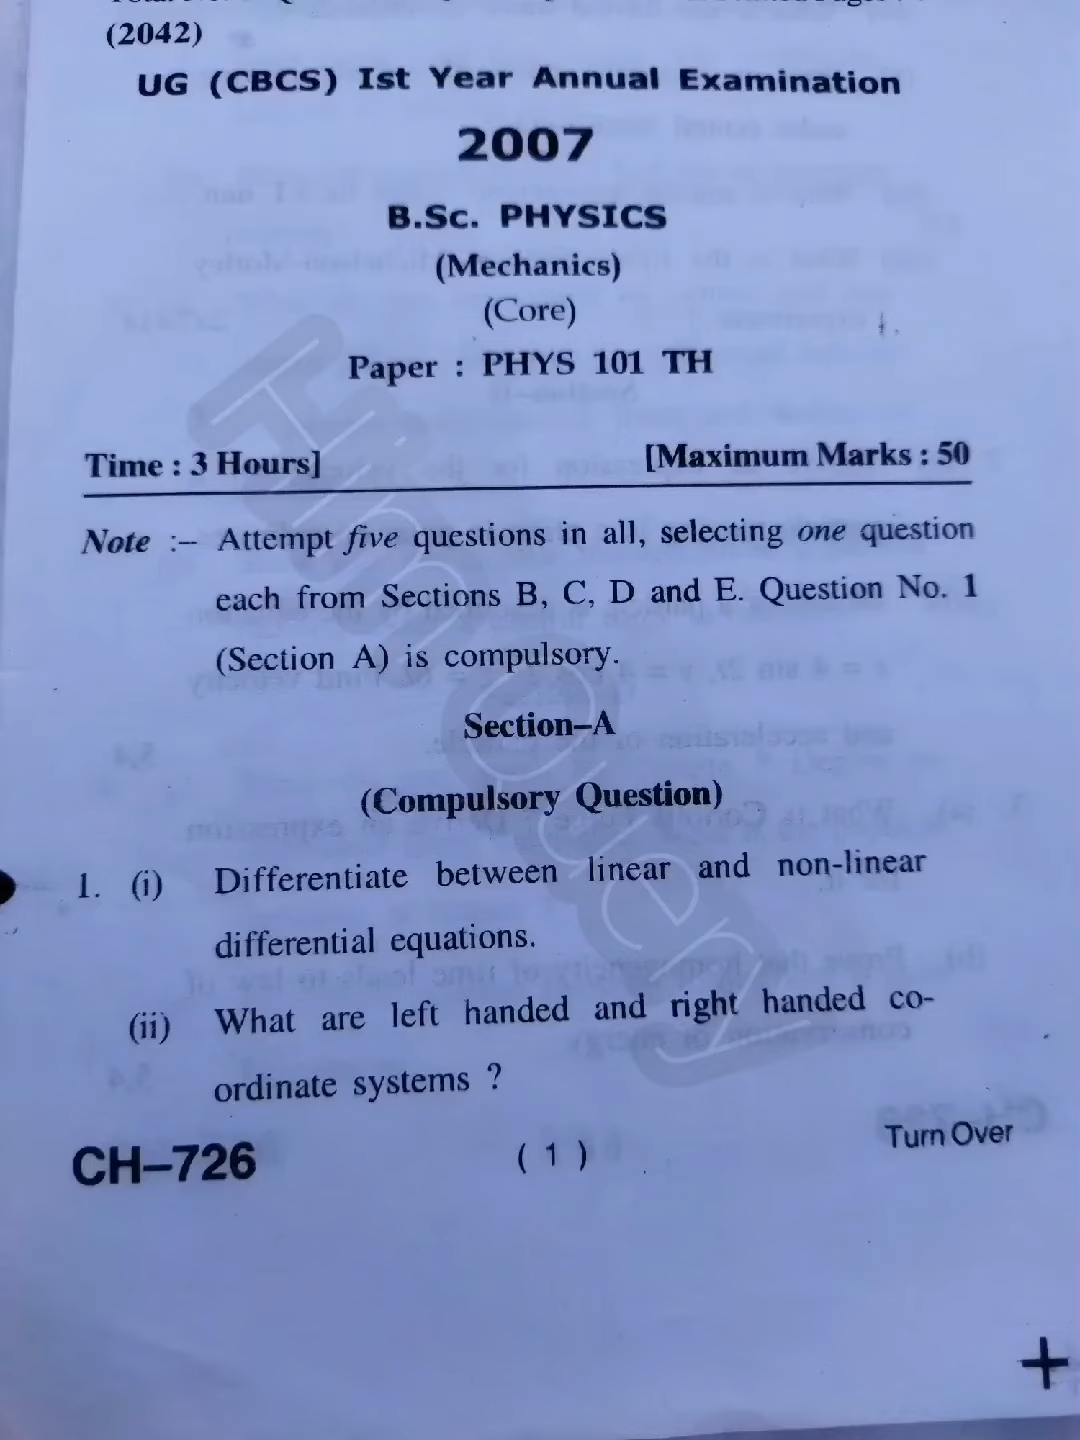 (2042)
UG (CBCS) Ist Year Annual Examination
2007
B.Sc. PHYSICS
(Mechanics)
(Core)
Paper : PHYS 101 TH
Time : 3 Hours] [Maximum Marks : 50
Note :– Attempt five questions in all, selecting one question
each from Sections B, C, D and E. Question No. 1
(Section A) is compulsory.
Section–A
(Compulsory Question)
1. (i) Differentiate between linear and non-linear
differential equations.
(ii) What are left handed and right handed co-
ordinate systems ?
CH–726 ( 1 ) Turn Over